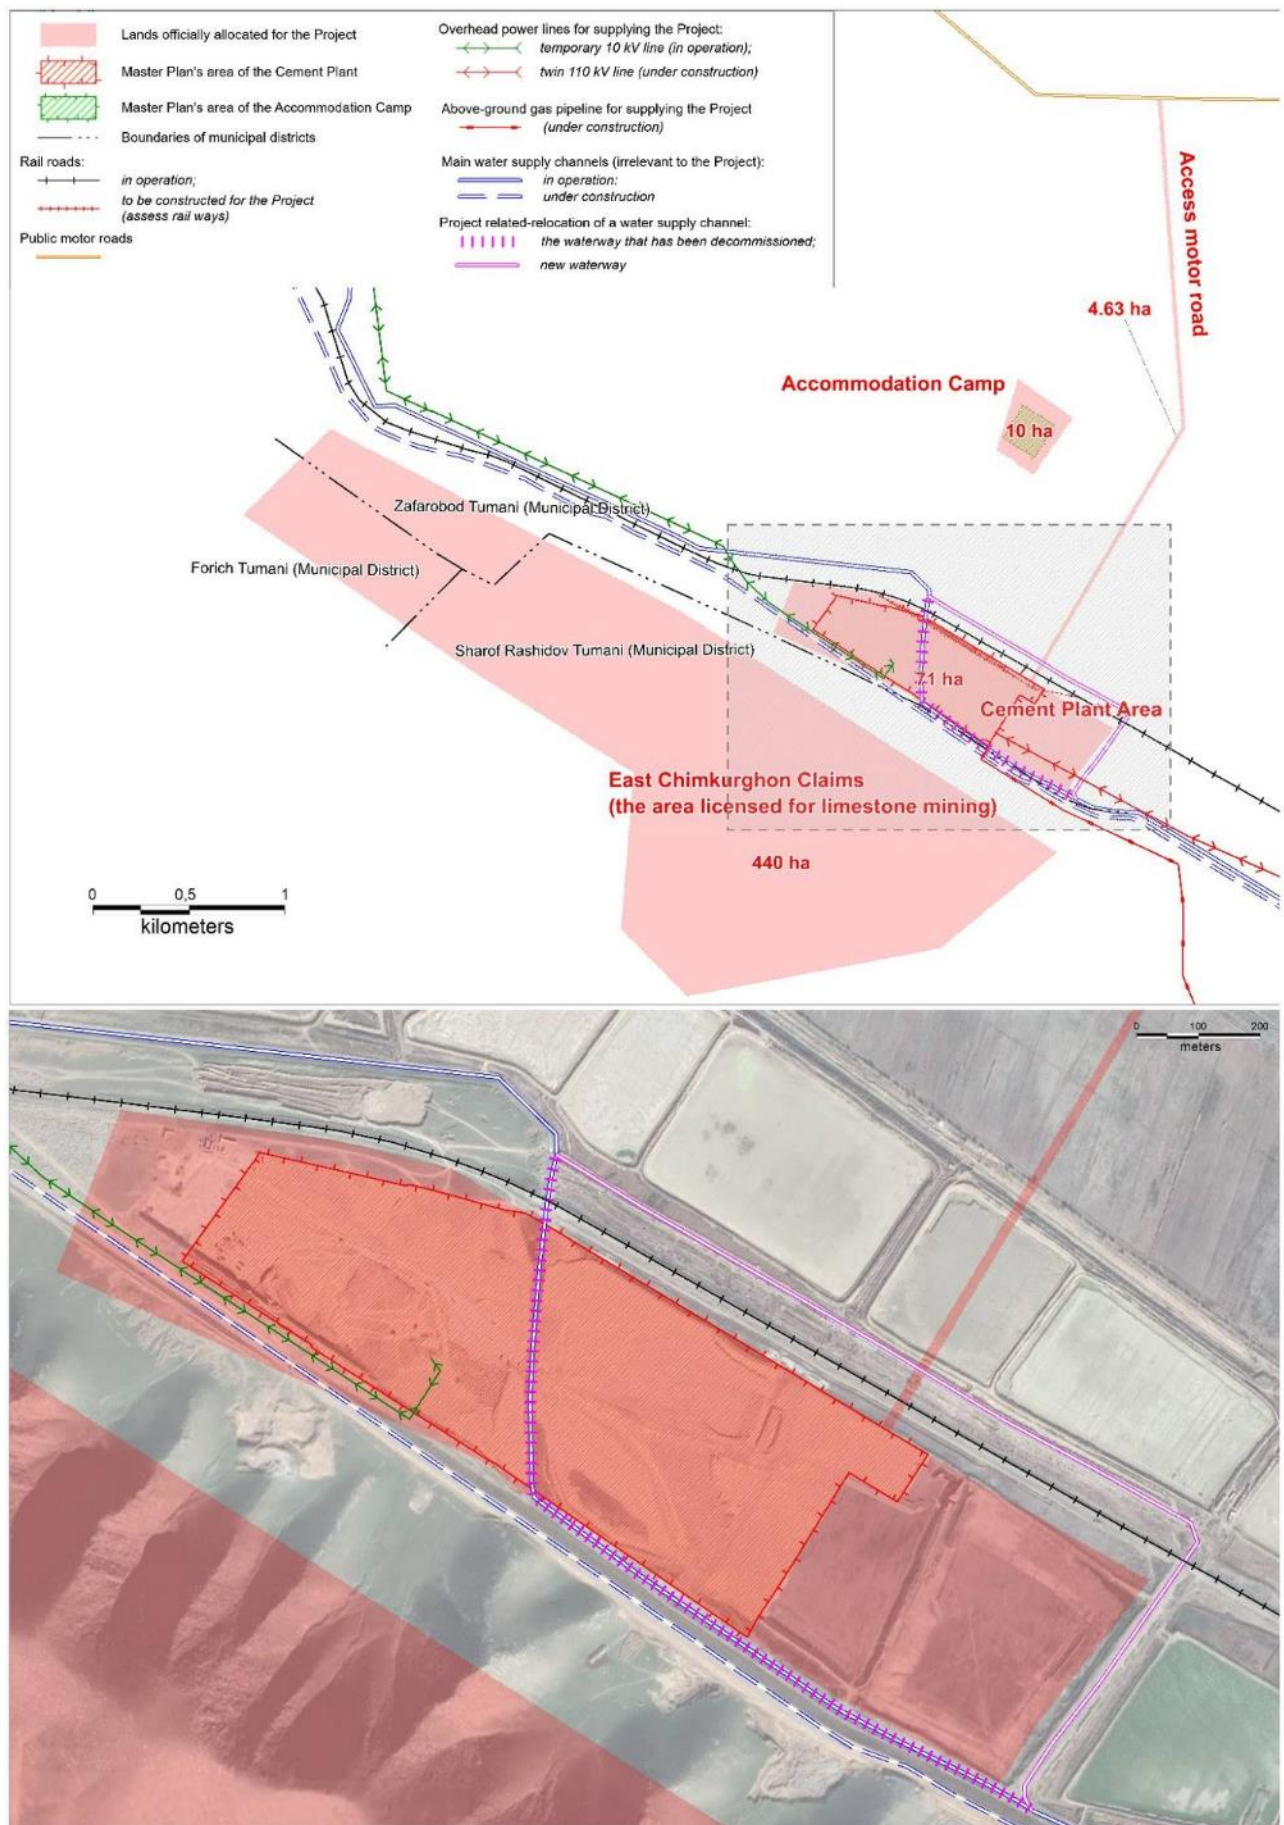 Lands officially allocated for the Project
Master Plan's area of the Cement Plant
Master Plan's area of the Accommodation Camp
Boundaries of municipal districts
Rail roads:
in operation;
to be constructed for the Project
(assess rail ways)
Public motor roads
Overhead power lines for supplying the Project:
temporary 10 kV line (in operation);
twin 110 kV line (under construction)
Above-ground gas pipeline for supplying the Project
(under construction)
Main water supply channels (irrelevant to the Project):
in operation:
under construction
Project related-relocation of a water supply channel:
the waterway that has been decommissioned;
new waterway
Access motor road
4.63 ha
Accommodation Camp
10 ha
Zafarobod Tumani (Municipal District)
Forich Tumani (Municipal District)
Sharof Rashidov Tumani (Municipal District)
71 ha
Cement Plant Area
East Chimkurghon Claims
(the area licensed for limestone mining)
440 ha
0 0,5 1
kilometers
0 100 200
meters